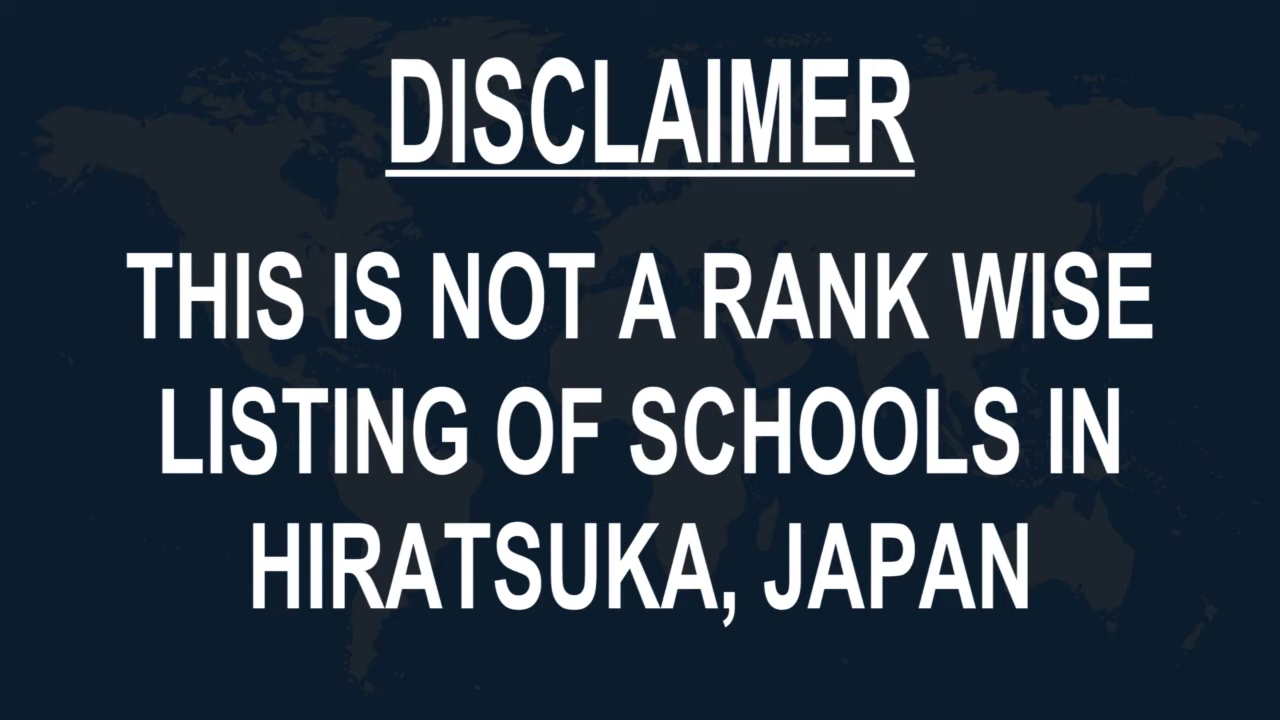 DISCLAIMER
THIS IS NOT A RANK WISE
LISTING OF SCHOOLS IN
HIRATSUKA, JAPAN